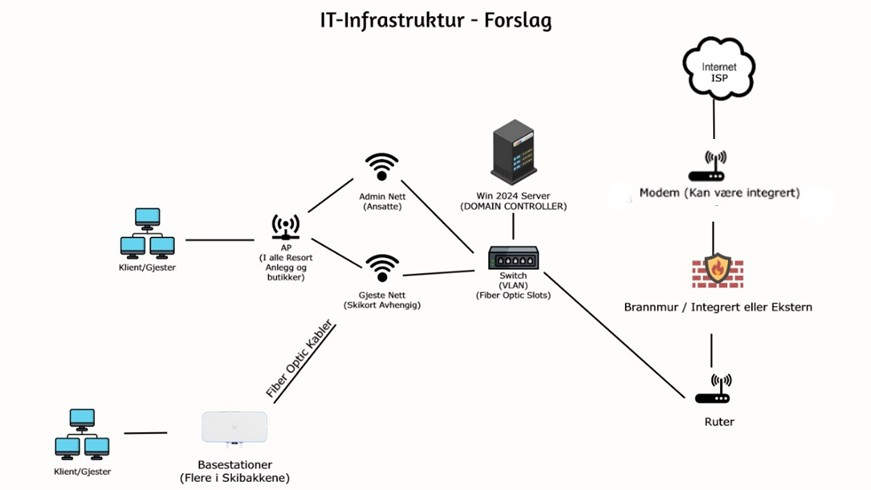 IT-Infrastruktur - Forslag
Internet
ISP
Modem (Kan være integrert)
Win 2024 Server
(DOMAIN CONTROLLER)
Admin Nett
(Ansatte)
Klient/Gjester
AP
(I alle Resort
Anlegg og
butikker)
Gjeste Nett
(Skikort Avhengig)
Switch
(VLAN)
(Fiber Optic Slots)
Brannmur / Integrert eller Ekstern
Fiber Optic Kabler
Ruter
Klient/Gjester
Basestationer
(Flere i Skibakkene)